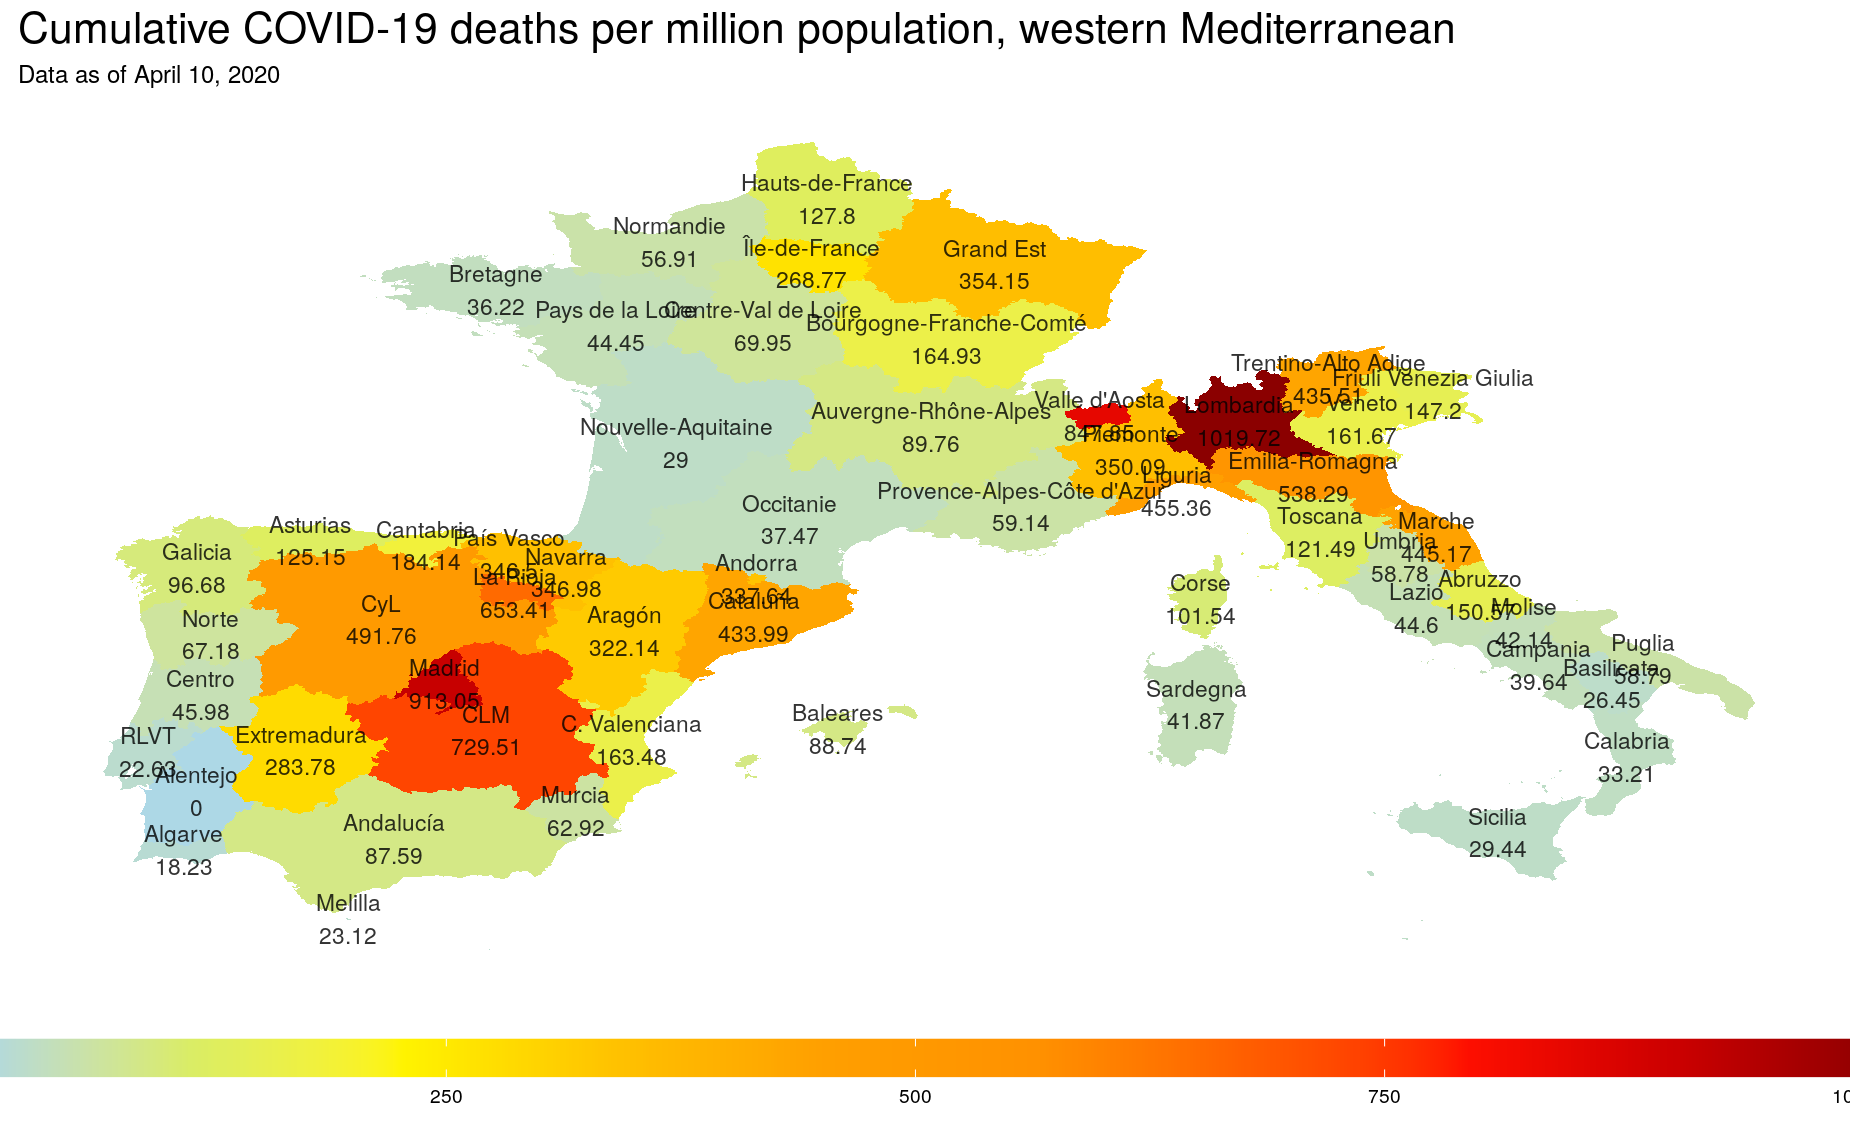 Cumulative COVID-19 deaths per million population, western Mediterranean
Data as of April 10, 2020
Hauts-de-France
127.8
Normandie
56.91
Île-de-France
268.77
Grand Est
354.15
Bretagne
36.22
Pays de la Loire
44.45
Centre-Val de Loire
69.95
Bourgogne-Franche-Comté
164.93
Nouvelle-Aquitaine
29
Auvergne-Rhône-Alpes
89.76
Occitanie
37.47
Provence-Alpes-Côte d'Azur
59.14
Corse
101.54
Valle d'Aosta
847.85
Piemonte
350.09
Lombardia
1019.72
Trentino-Alto Adige
435.51
Friuli Venezia Giulia
147.2
Veneto
161.67
Emilia-Romagna
538.29
Liguria
455.36
Toscana
121.49
Marche
445.17
Umbria
58.78
Abruzzo
150.57
Lazio
44.6
Molise
42.14
Campania
39.64
Puglia
58.79
Basilicata
26.45
Calabria
33.21
Sicilia
29.44
Sardegna
41.87
Galicia
96.68
Asturias
125.15
Cantabria
184.14
País Vasco
Navarra
346.98
La Rioja
653.41
Andorra
337.64
Cataluña
433.99
Aragón
322.14
CyL
491.76
Norte
67.18
Centro
45.98
Madrid
913.05
CLM
729.51
C. Valenciana
163.48
Baleares
88.74
RLVT
22.63
Extremadura
283.78
Alentejo
0
Murcia
62.92
Algarve
18.23
Andalucía
87.59
Melilla
23.12
250
500
750
10